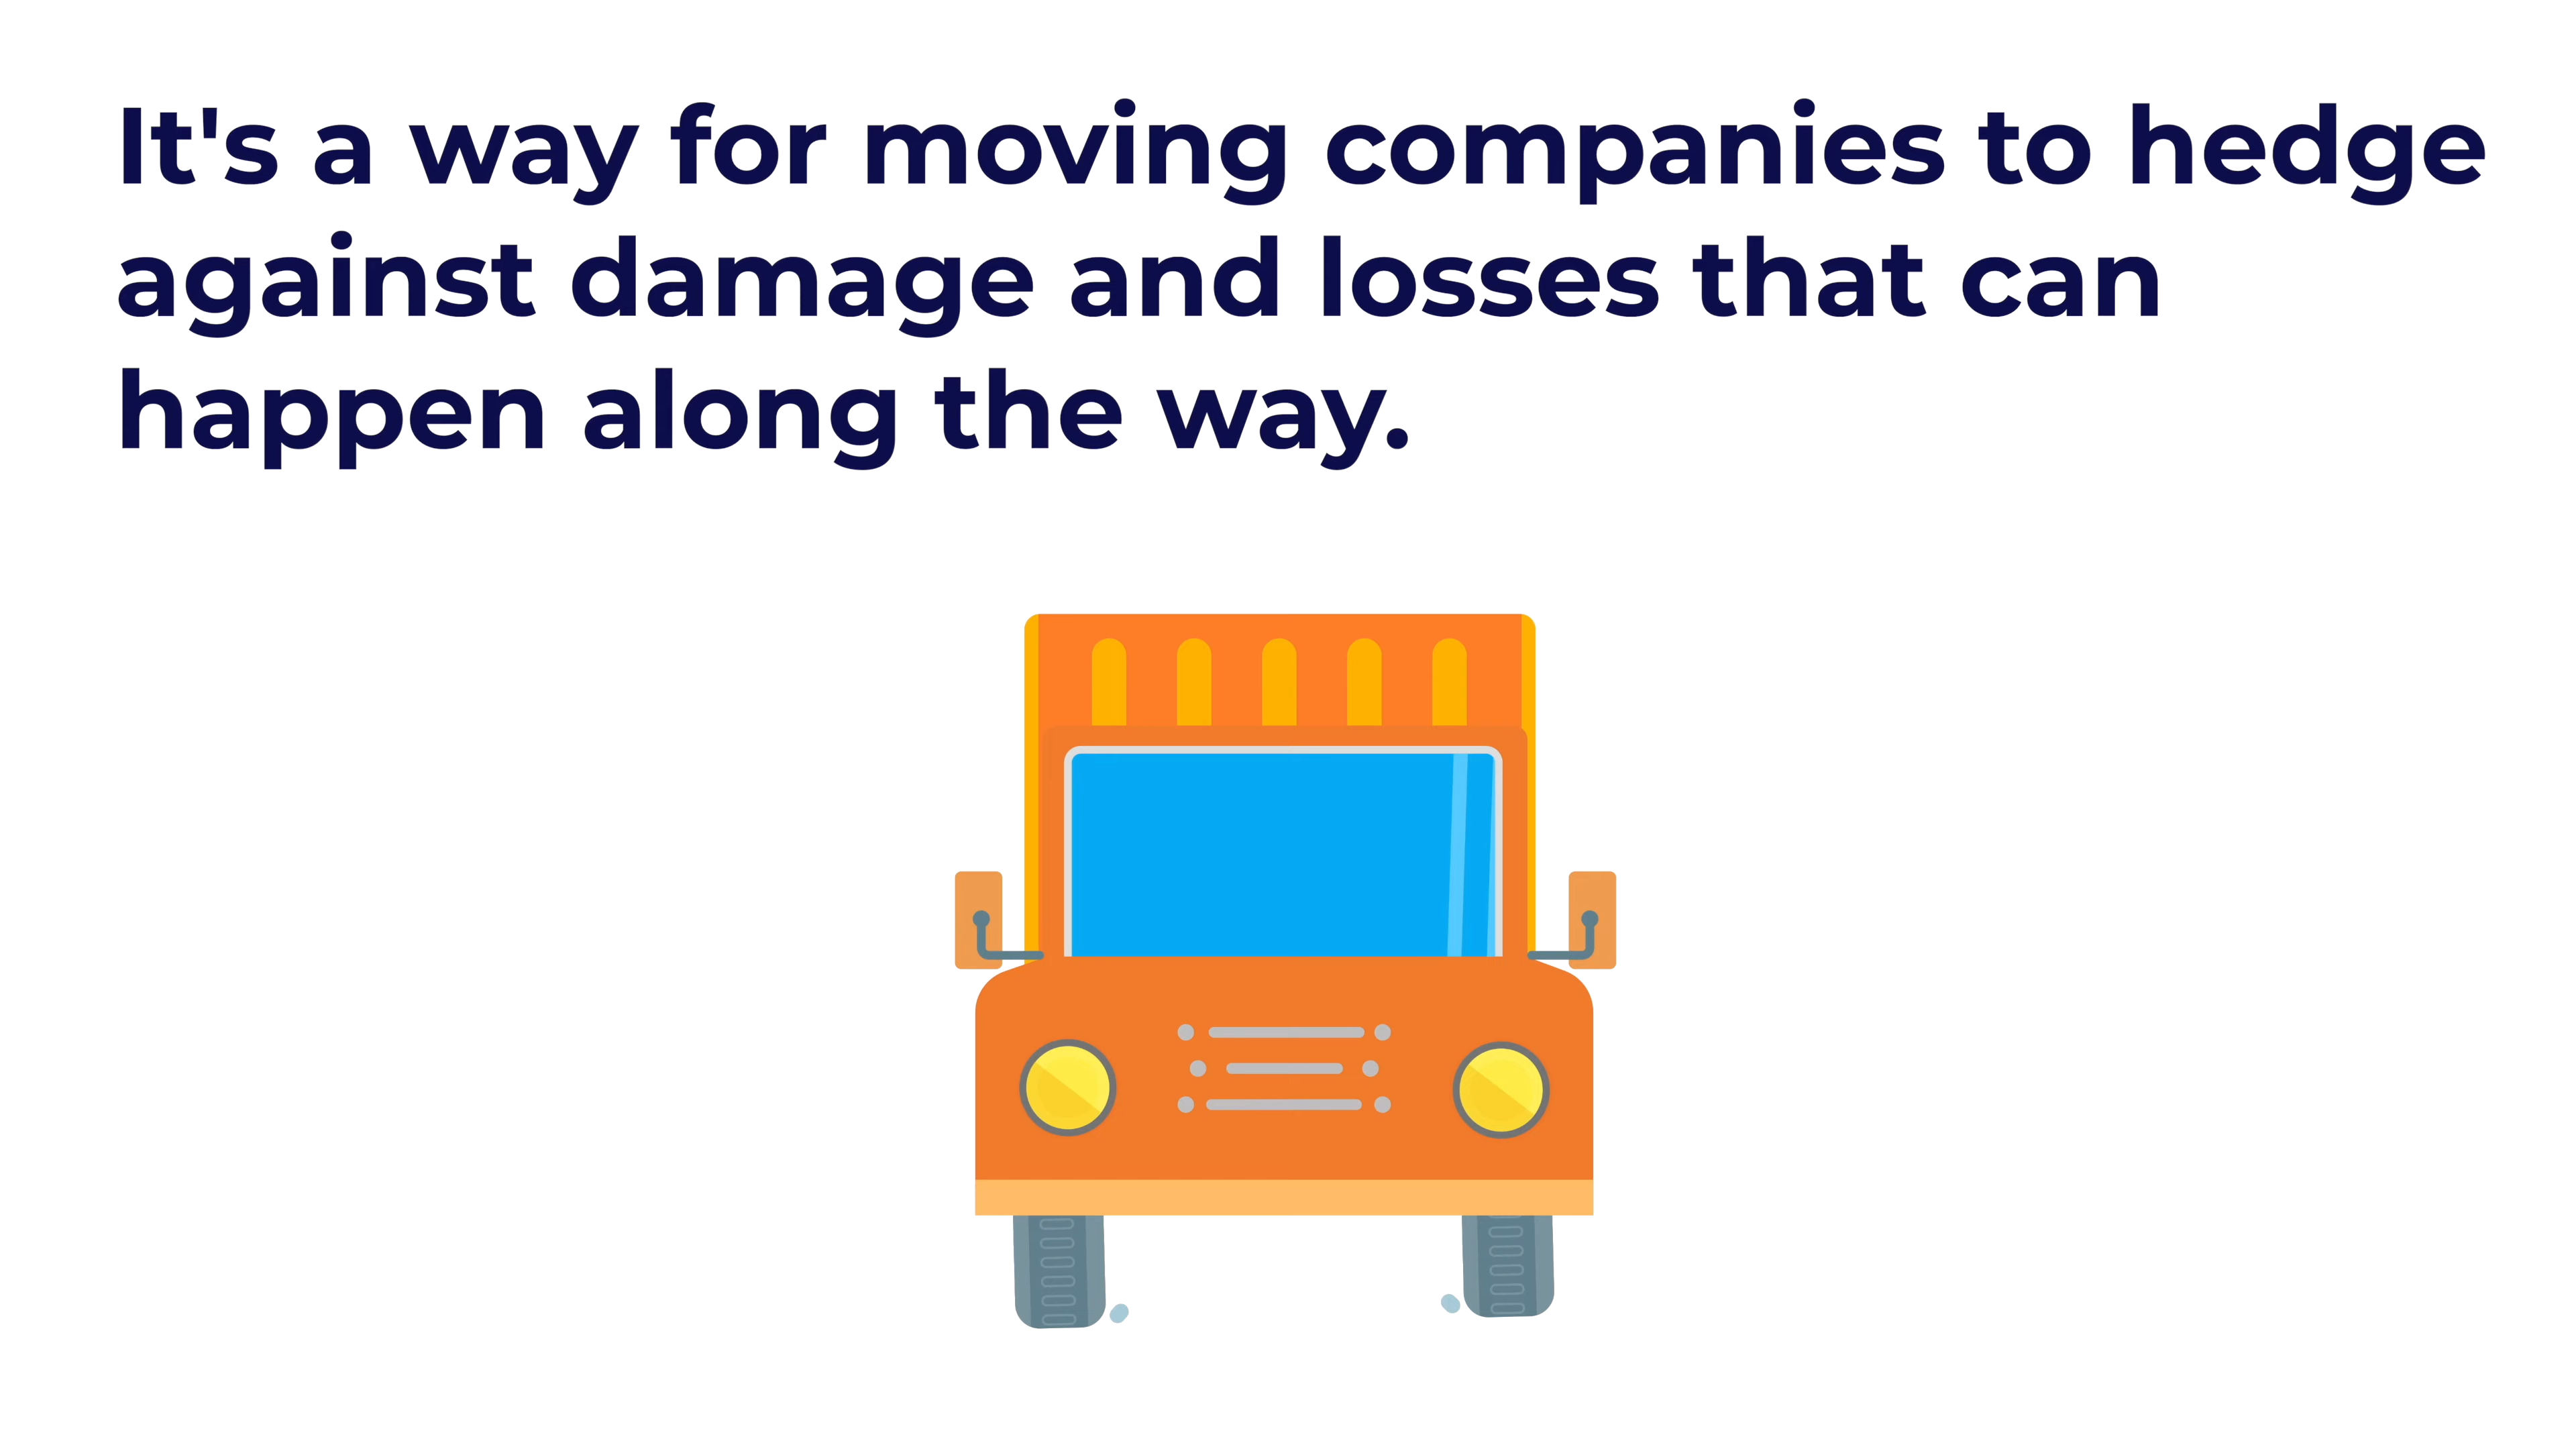 It's a way for moving companies to hedge
against damage and losses that can
happen along the way.